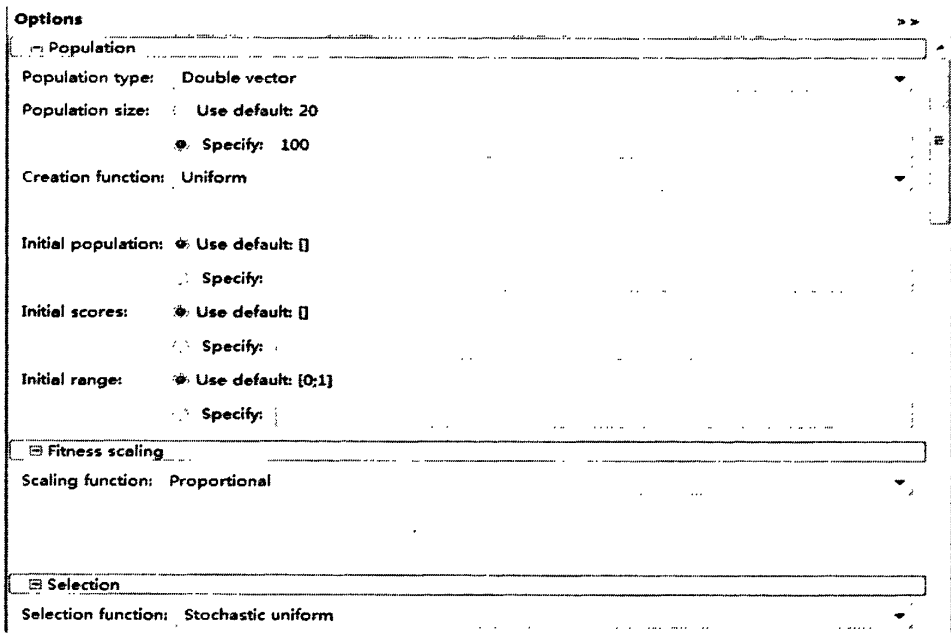 Options >>
Population
Population type: Double vector
Population size: Use default: 20
Specify: 100
Creation function: Uniform
Initial population: Use default: []
Specify:
Initial scores: Use default: []
Specify:
Initial range: Use default: [0;1]
Specify:
Fitness scaling
Scaling function: Proportional
Selection
Selection function: Stochastic uniform